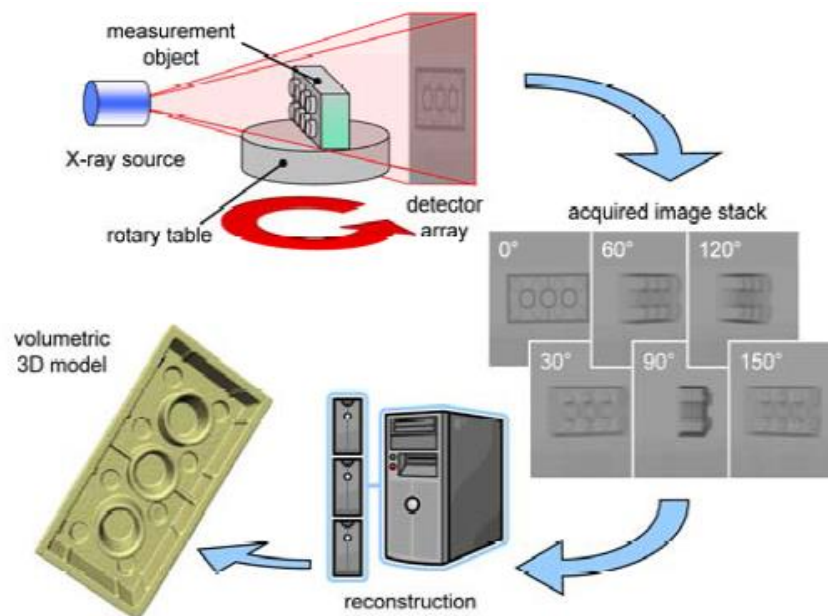 measurement
object
X-ray source
rotary table
detector
array
acquired image stack
0°
60°
120°
30°
90°
150°
volumetric
3D model
reconstruction